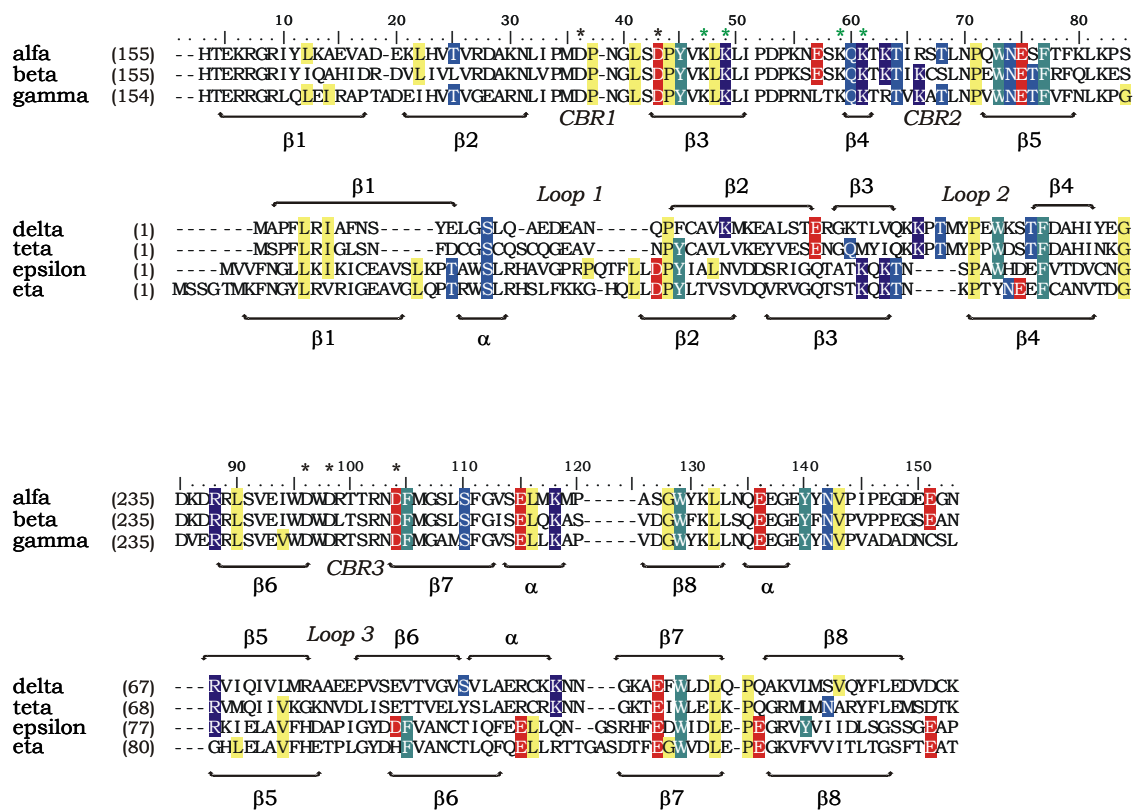 10 20 30 40 50 60 70 80
* * * * * *
alfa (155) --HTEKRGRIYLKAEVAD-EKLHVTVRDAKNLIPMDP-NGLSDPYVKLKLIPDPKNESKQKTKTIRSTLNPQWNESFTFKLKPS
beta (155) --HTERRGRIYIQAHIDR-DVLIVLVRDAKNLVPMDP-NGLSDPYVKLKLIPDPKSESKQKTKTIKCSLNPEWNETFRFQLKES
gamma (154) --HTERRGRLQLEIRAPTADEIHVTVGEARNLIPMDP-NGLSDPYVKLKLIPDPRNLTKQKTRTVKATLNPVWNETFVFNLKPG
β1 β2 CBR1 β3 β4 CBR2 β5
β1 Loop 1 β2 β3 Loop 2 β4
delta (1) -------MAPFLRIAFNS-----YELGSLQ-AEDEAN-----QPFCAVKMKEALSTERGKTLVQKKPTMYPEWKSTFDAHIYEG
teta (1) -------MSPFLRIGLSN-----FDCGSCQSCQGEAV-----NPYCAVLVKEYVESENGQMYIQKKPTMYPPWDSTFDAHINKG
epsilon (1) ----MVVFNGLLKIKICEAVSLKPTAWSLRHAVGPRPQTFLLDPYIALNVDDSRIGQTATKQKTN----SPAWHDEFVTDVCNG
eta (1) MSSGTMKFNGYLRVRIGEAVGLQPTRWSLRHSLFKKG-HQLLDPYLTVSVDQVRVGQTSTKQKTN----KPTYNEEFCANVTDG
β1 α β2 β3 β4
90 100 110 120 130 140 150
* * *
alfa (235) DKDRRLSVEIWDWDRTTRNDFMGSLSFGVSELMKMP-----ASGWYKLLNQEEGEYYNVPIPEGDEEGN
beta (235) DKDRRLSVEIWDWDLTSRNDFMGSLSFGISELQKAS-----VDGWFKLLSQEEGEYFNVPVPPEGSEAN
gamma (235) DVERRLSVEVWDWDRTSRNDFMGAMSFGVSELLKAP-----VDGWYKLLNQEEGEYYNVPVADADNCSL
β6 CBR3 β7 α β8 α
β5 Loop 3 β6 α β7 β8
delta (67) ---RVIQIVLMRAAEEPVSEVTVGVSVLAERCKKNN---GKAEFWLDLQ-PQAKVLMSVQYFLEDVDCK
teta (68) ---RVMQIIVKGKNVDLISETTVELYSLAERCRKNN---GKTEIWLELK-PQGRMLMNARYFLEMSDTK
epsilon (77) ---RKIELAVFHDAPIGYDDFVANCTIQFEELLQN--GSRHFEDWIDLE-PEGRVYVIIDLSGSSGEAP
eta (80) ---GHLELAVFHETPLGYDHFVANCTLQFQELLRTTGASDTFEGWVDLE-PEGKVFVVITLTGSFTEAT
β5 β6 β7 β8